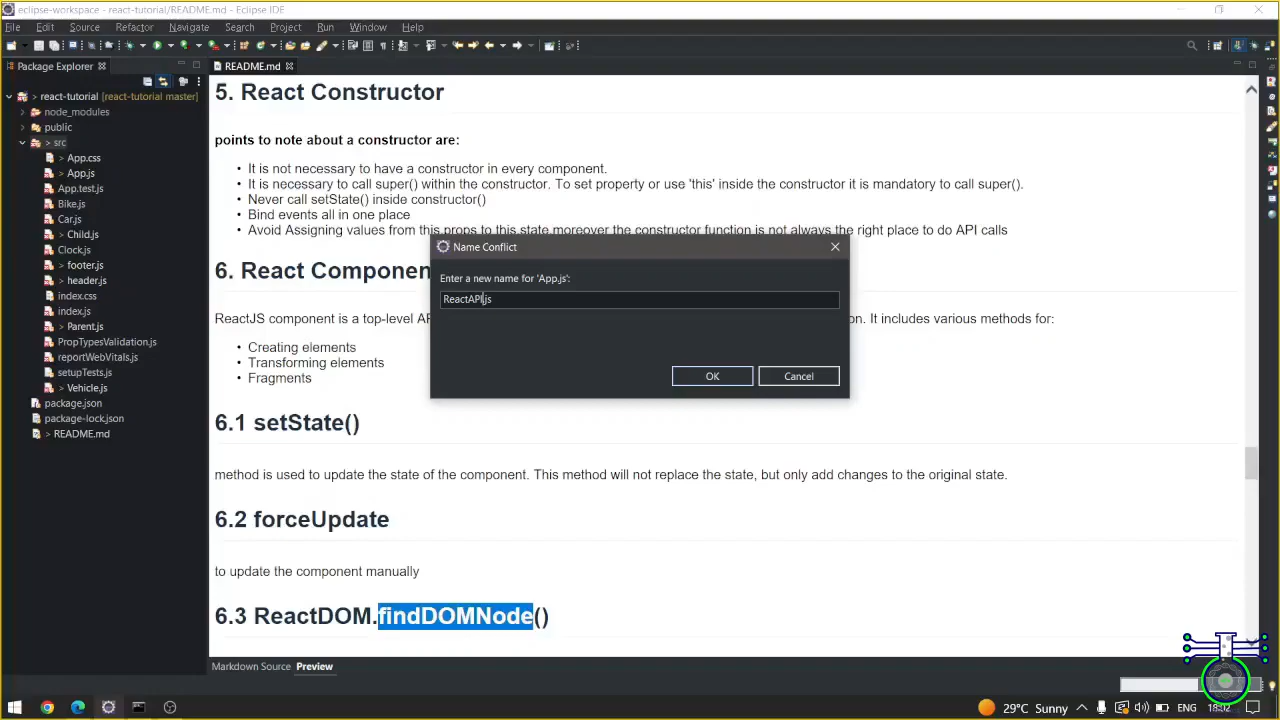 eclipse-workspace - react-tutorial/README.md - Eclipse IDE
File Edit Source Refactor Navigate Search Project Run Window Help
Package Explorer
README.md
> react-tutorial [react-tutorial master]
node_modules
public
> src
> App.css
> App.js
App.test.js
Bike.js
Car.js
> Child.js
Clock.js
> footer.js
> header.js
index.css
index.js
> Parent.js
PropTypesValidation.js
reportWebVitals.js
setupTests.js
> Vehicle.js
package.json
package-lock.json
> README.md
5. React Constructor
points to note about a constructor are:
• It is not necessary to have a constructor in every component.
• It is necessary to call super() within the constructor. To set property or use 'this' inside the constructor it is mandatory to call super().
• Never call setState() inside constructor()
• Bind events all in one place
• Avoid Assigning values from this.props to this.state moreover the constructor function is not always the right place to do API calls
6. React Componen
ReactJS component is a top-level AP
on. It includes various methods for:
• Creating elements
• Transforming elements
• Fragments
6.1 setState()
method is used to update the state of the component. This method will not replace the state, but only add changes to the original state.
6.2 forceUpdate
to update the component manually
6.3 ReactDOM.findDOMNode()
Markdown Source Preview
Name Conflict
Enter a new name for 'App.js':
ReactAPI.js
OK
Cancel
29°C Sunny
ENG
18:02